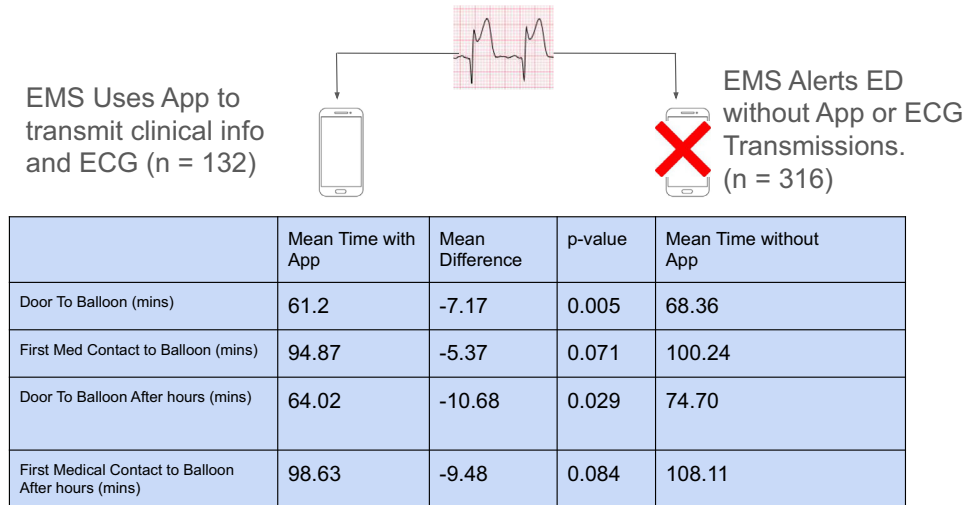 EMS Uses App to
transmit clinical info
and ECG (n = 132)
EMS Alerts ED
without App or ECG
Transmissions.
(n = 316)
Mean Time with
App
Mean
Difference
p-value
Mean Time without
App
Door To Balloon (mins)
61.2
-7.17
0.005
68.36
First Med Contact to Balloon (mins)
94.87
-5.37
0.071
100.24
Door To Balloon After hours (mins)
64.02
-10.68
0.029
74.70
First Medical Contact to Balloon
After hours (mins)
98.63
-9.48
0.084
108.11